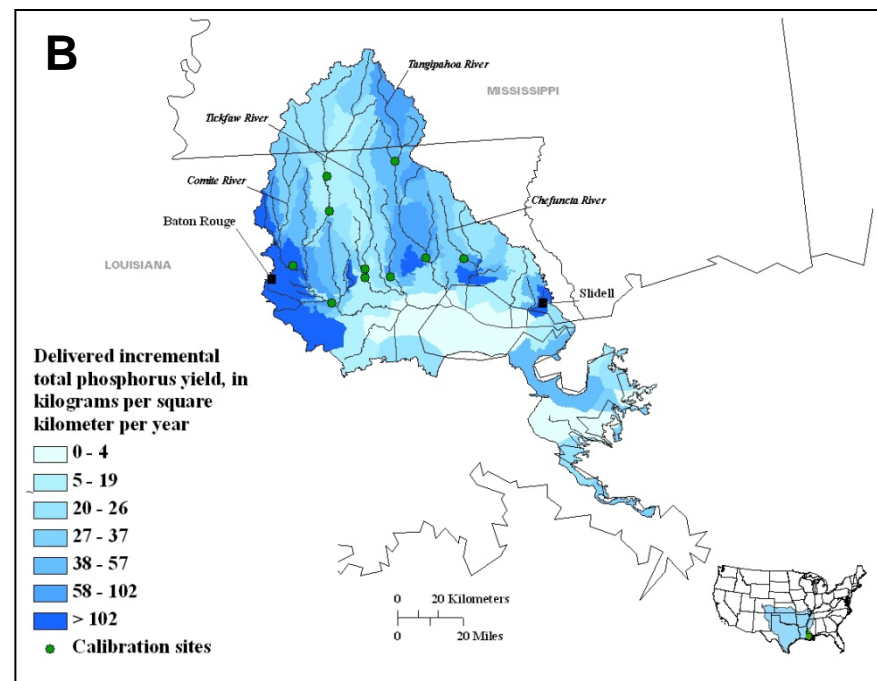 B
Tangipahoa River
MISSISSIPPI
Tickfaw River
Comite River
Chefuncta River
Baton Rouge
LOUISIANA
Slidell
Delivered incremental
total phosphorus yield, in
kilograms per square
kilometer per year
0 - 4
5 - 19
20 - 26
27 - 37
38 - 57
58 - 102
> 102
Calibration sites
0 20 Kilometers
0 20 Miles